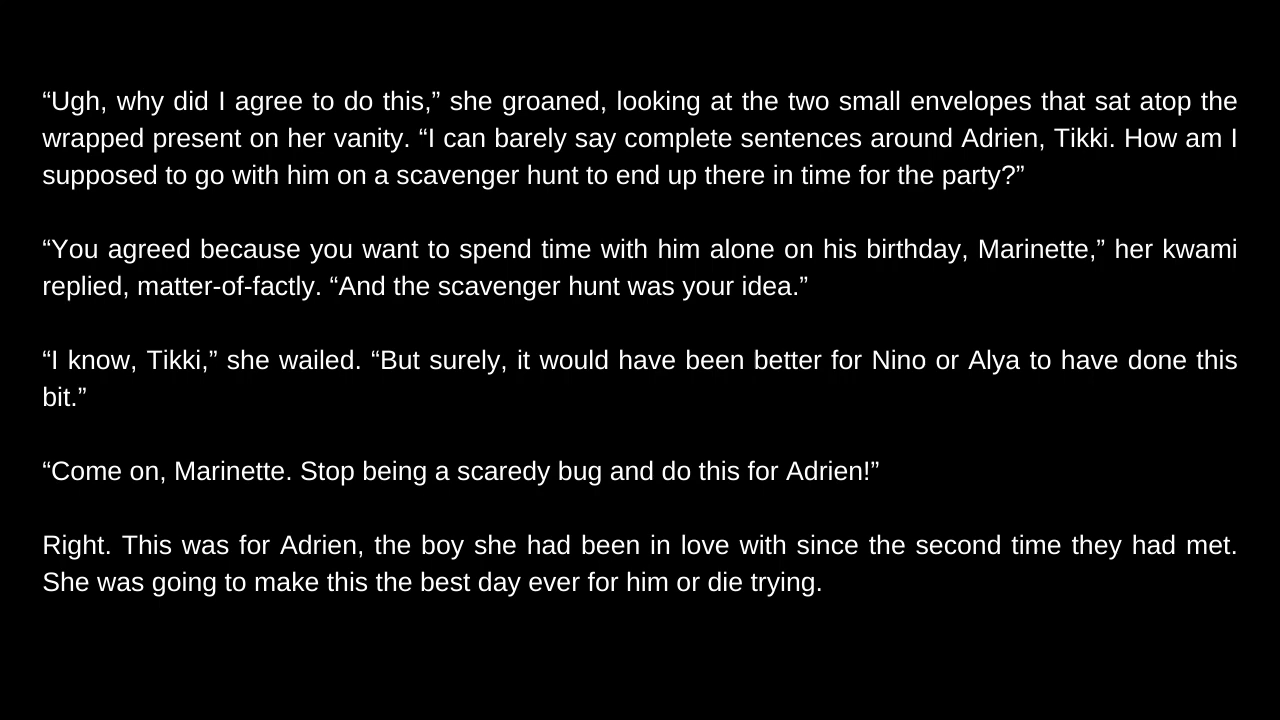 “Ugh, why did I agree to do this,” she groaned, looking at the two small envelopes that sat atop the
wrapped present on her vanity. “I can barely say complete sentences around Adrien, Tikki. How am I
supposed to go with him on a scavenger hunt to end up there in time for the party?”
“You agreed because you want to spend time with him alone on his birthday, Marinette,” her kwami
replied, matter-of-factly. “And the scavenger hunt was your idea.”
“I know, Tikki,” she wailed. “But surely, it would have been better for Nino or Alya to have done this
bit.”
“Come on, Marinette. Stop being a scaredy bug and do this for Adrien!”
Right. This was for Adrien, the boy she had been in love with since the second time they had met.
She was going to make this the best day ever for him or die trying.